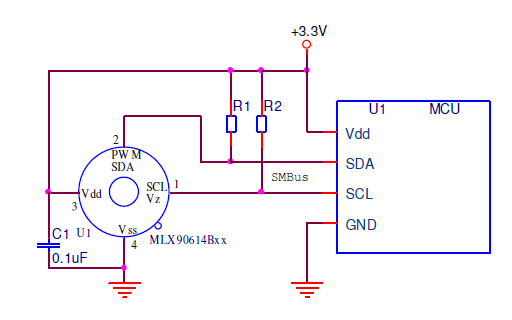 +3.3V
R1 R2
U1 MCU
Vdd
2
PWM
SDA
SDA
SMBus
SCL
Vz
1
SCL
Vdd
3
GND
C1 U1
Vss
4
MLX90614Bxx
0.1uF